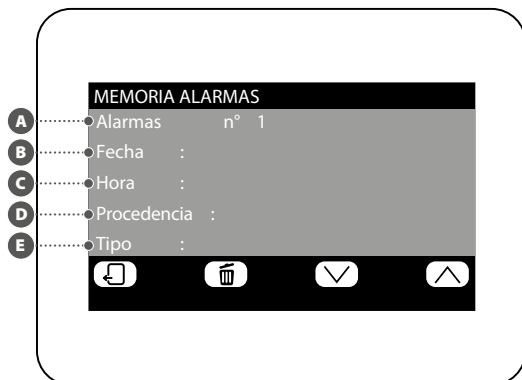 MEMORIA ALARMAS
A Alarmas n° 1
B Fecha :
C Hora :
D Procedencia :
E Tipo :